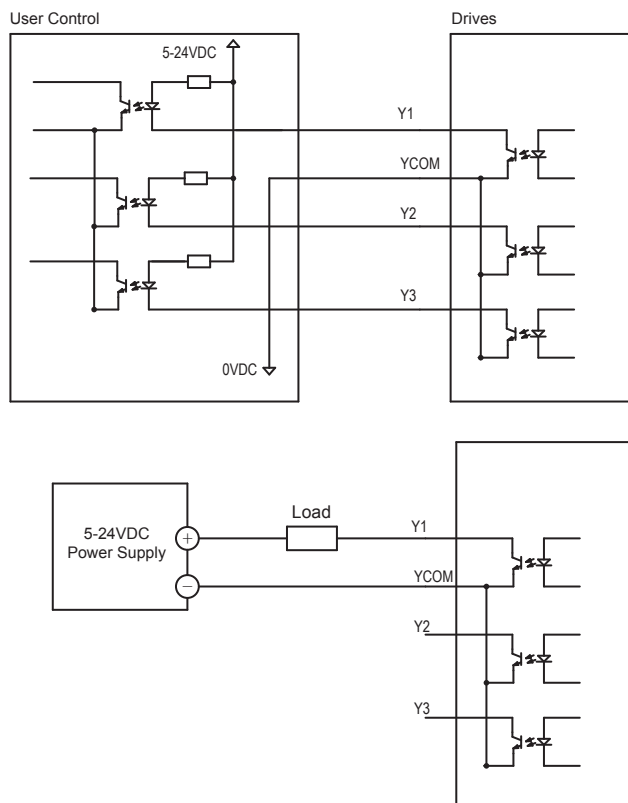 User Control
Drives
5-24VDC
Y1
YCOM
Y2
Y3
0VDC
5-24VDC
Power Supply
+
−
Load
Y1
YCOM
Y2
Y3